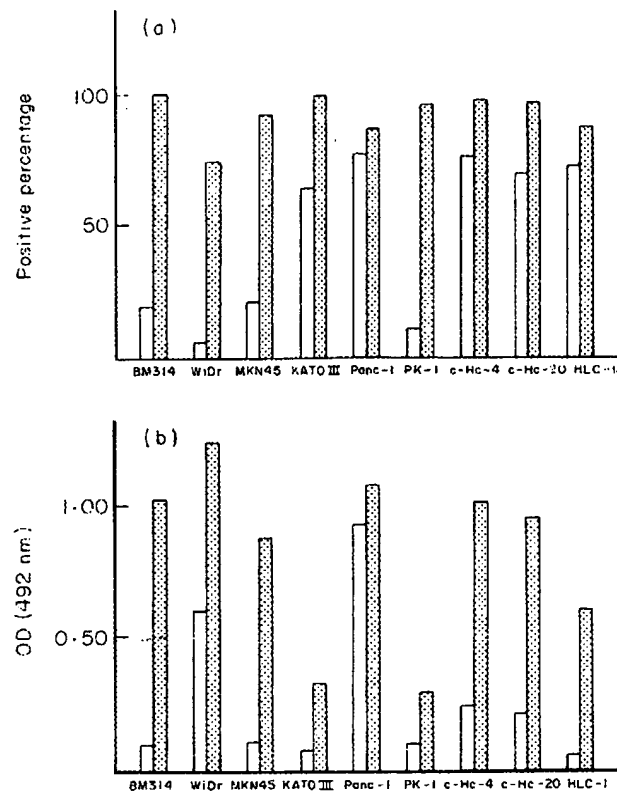 (a)
Positive percentage
100
50
BM314 WiDr MKN45 KATO III Panc-1 PK-1 c-Hc-4 c-Hc-20 HLC-1
(b)
OD (492 nm)
1·00
0·50
BM314 WiDr MKN45 KATO III Panc-1 PK-1 c-Hc-4 c-Hc-20 HLC-1